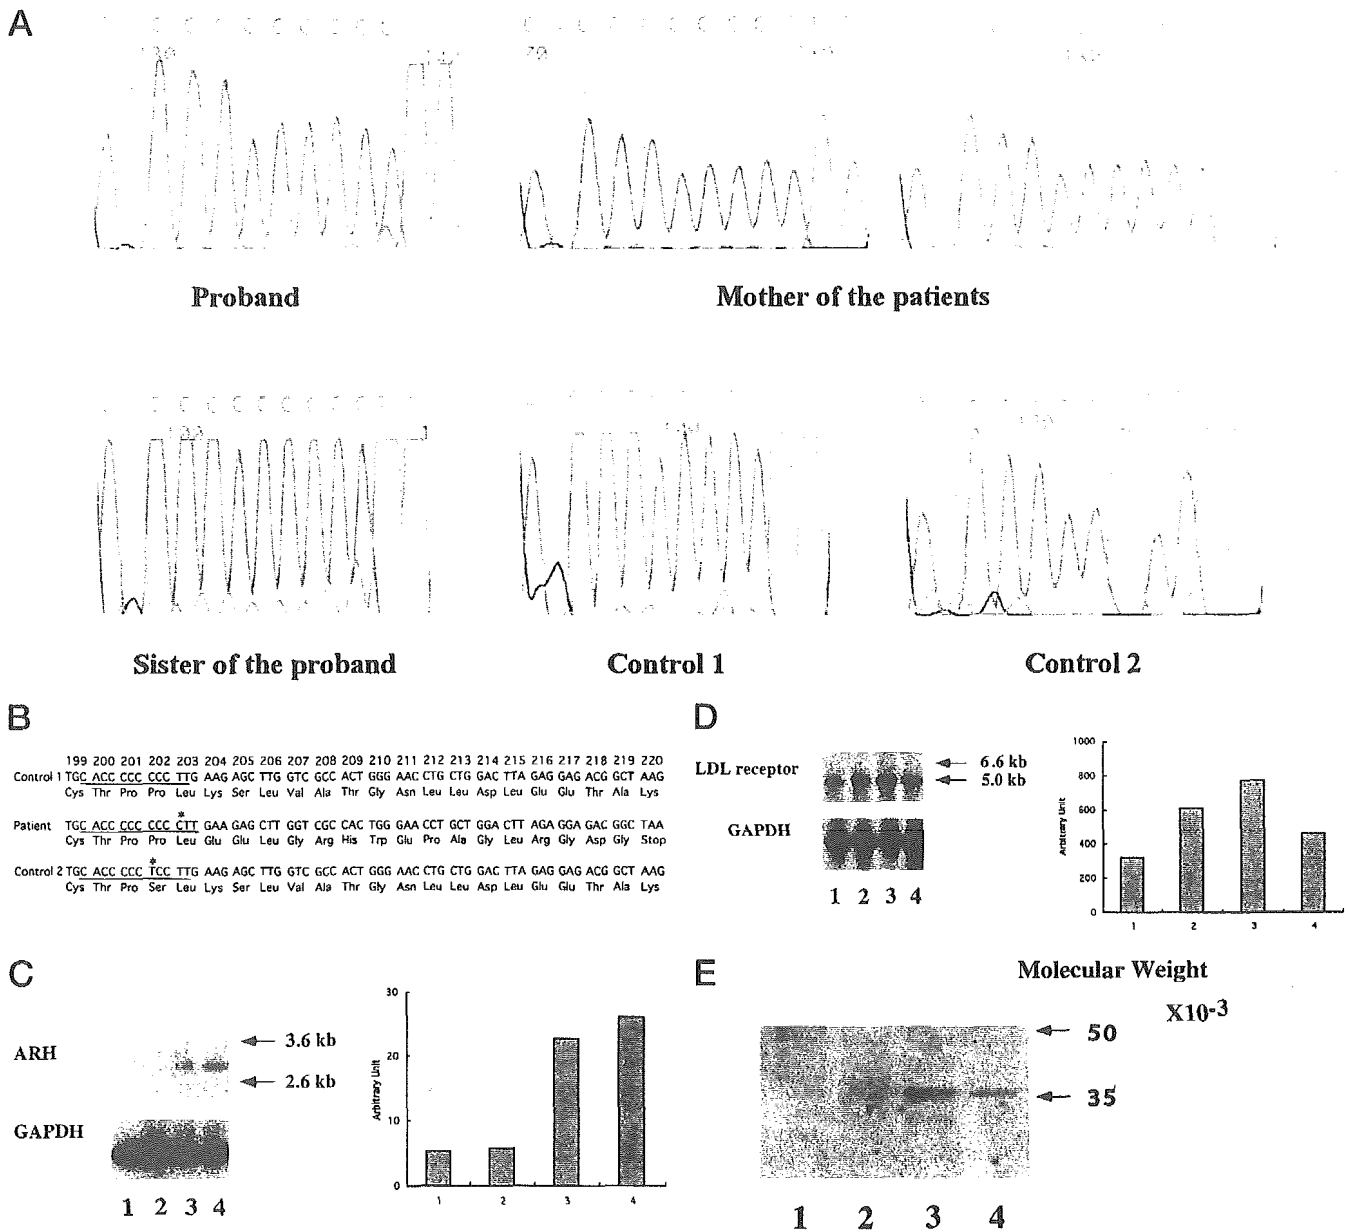 A
C C C C C C C C C
Proband
70
Mother of the patients
C C C C C C C C C
Sister of the proband
Control 1
Control 2
B
199 200 201 202 203 204 205 206 207 208 209 210 211 212 213 214 215 216 217 218 219 220
Control 1 TGC ACC CCC CCC TTG AAG AGC TTG GTC GCC ACT GGG AAC CTG CTG GAC TTA GAG GAG ACG GCT AAG
Cys Thr Pro Pro Leu Lys Ser Leu Val Ala Thr Gly Asn Leu Leu Asp Leu Glu Glu Thr Ala Lys
*
Patient TGC ACC CCC CCC CTT GAA GAG CTT GGT CGC CAC TGG GAA CCT GCT GGA CTT AGA GGA GAC GGC TAA
Cys Thr Pro Pro Leu Glu Glu Leu Gly Arg His Trp Glu Pro Ala Gly Leu Arg Gly Asp Gly Stop
*
Control 2 TGC ACC CCC TCC TTG AAG AGC TTG GTC GCC ACT GGG AAC CTG CTG GAC TTA GAG GAG ACG GCT AAG
Cys Thr Pro Ser Leu Lys Ser Leu Val Ala Thr Gly Asn Leu Leu Asp Leu Glu Glu Thr Ala Lys
C
ARH
3.6 kb
2.6 kb
GAPDH
1 2 3 4
30
20
10
0
Arbitrary Unit
1 2 3 4
D
LDL receptor
6.6 kb
5.0 kb
GAPDH
1 2 3 4
1000
800
600
400
200
0
Arbitrary Unit
1 2 3 4
E
Molecular Weight
X10-3
50
35
1 2 3 4